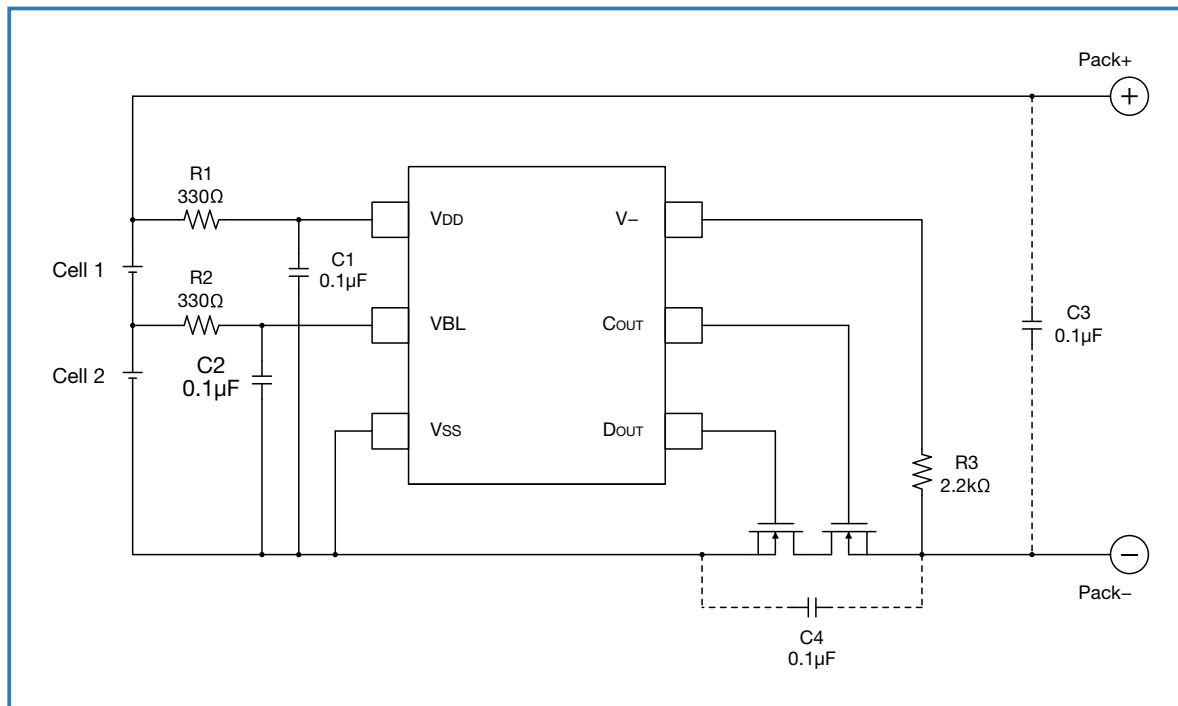 Pack+
+
R1
330Ω
VDD
V–
Cell 1
C1
0.1µF
R2
330Ω
VBL
COUT
C3
0.1µF
Cell 2
C2
0.1µF
VSS
DOUT
R3
2.2kΩ
–
Pack–
C4
0.1µF